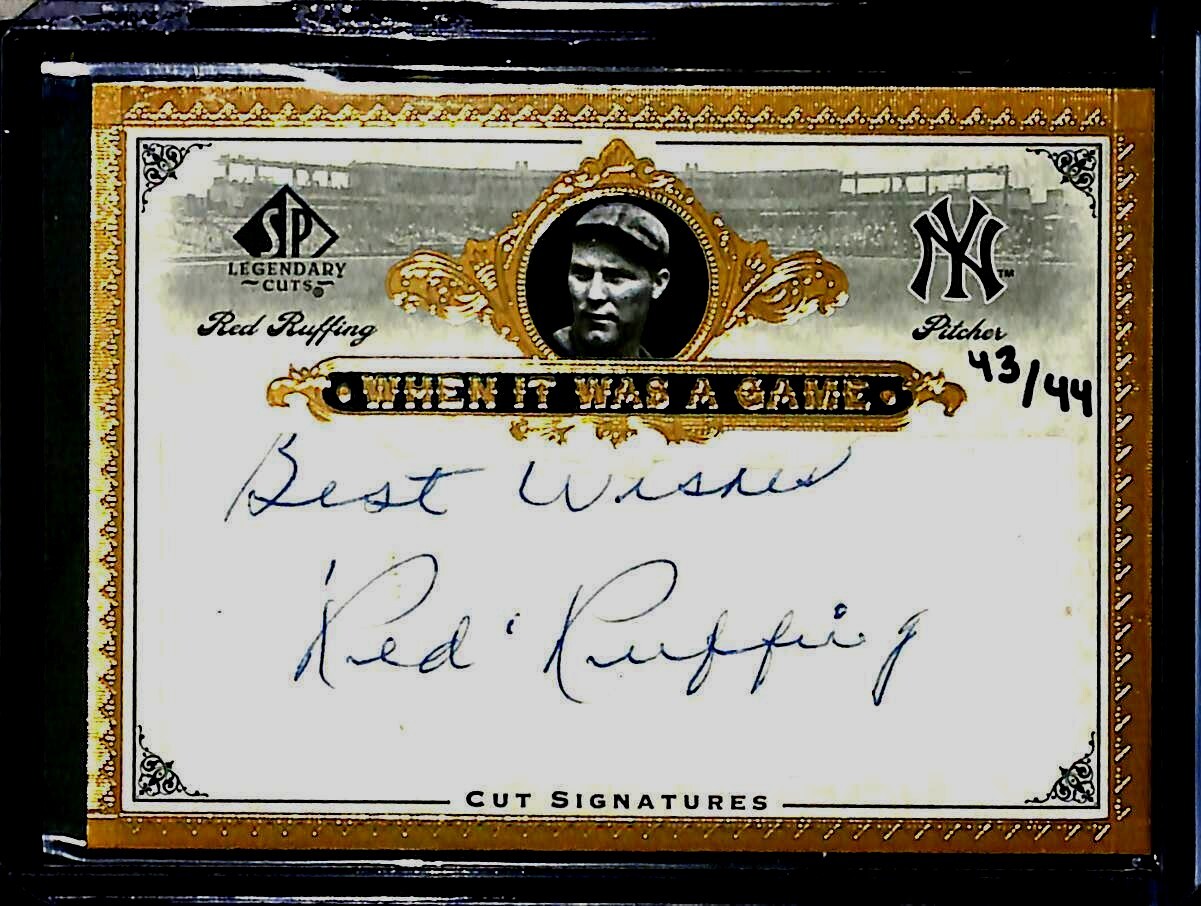 SP
LEGENDARY
CUTS
NY
TM
Red Ruffing
Pitcher
43/44
• WHEN IT WAS A GAME •
Best Wishes
'Red' Ruffing
CUT SIGNATURES